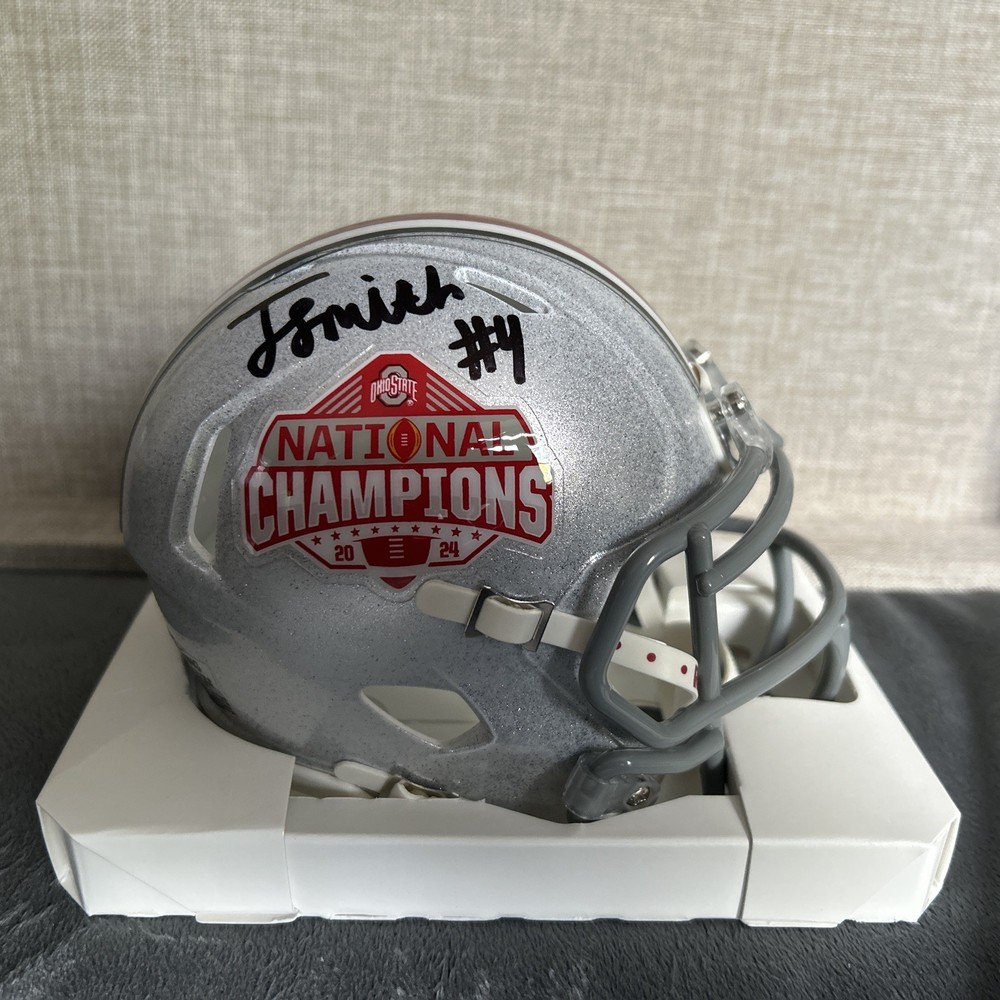 JSmith
#4
OHIO STATE
NATIONAL
CHAMPIONS
20 24